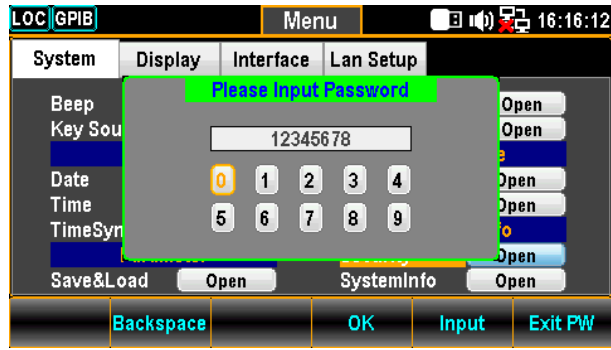 LOC GPIB Menu 16:16:12
System Display Interface Lan Setup
Please Input Password
Beep Open
Key Sou Open
12345678
Date 0 1 2 3 4 Open
Time 5 6 7 8 9 Open
TimeSyn
Open
Save&Load Open SystemInfo Open
Backspace OK Input Exit PW